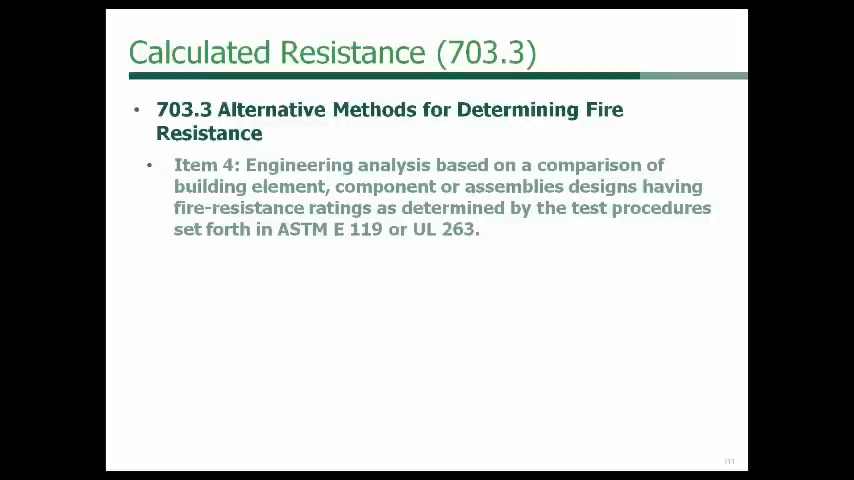 Calculated Resistance (703.3)
• 703.3 Alternative Methods for Determining Fire
Resistance
• Item 4: Engineering analysis based on a comparison of
building element, component or assemblies designs having
fire-resistance ratings as determined by the test procedures
set forth in ASTM E 119 or UL 263.
111